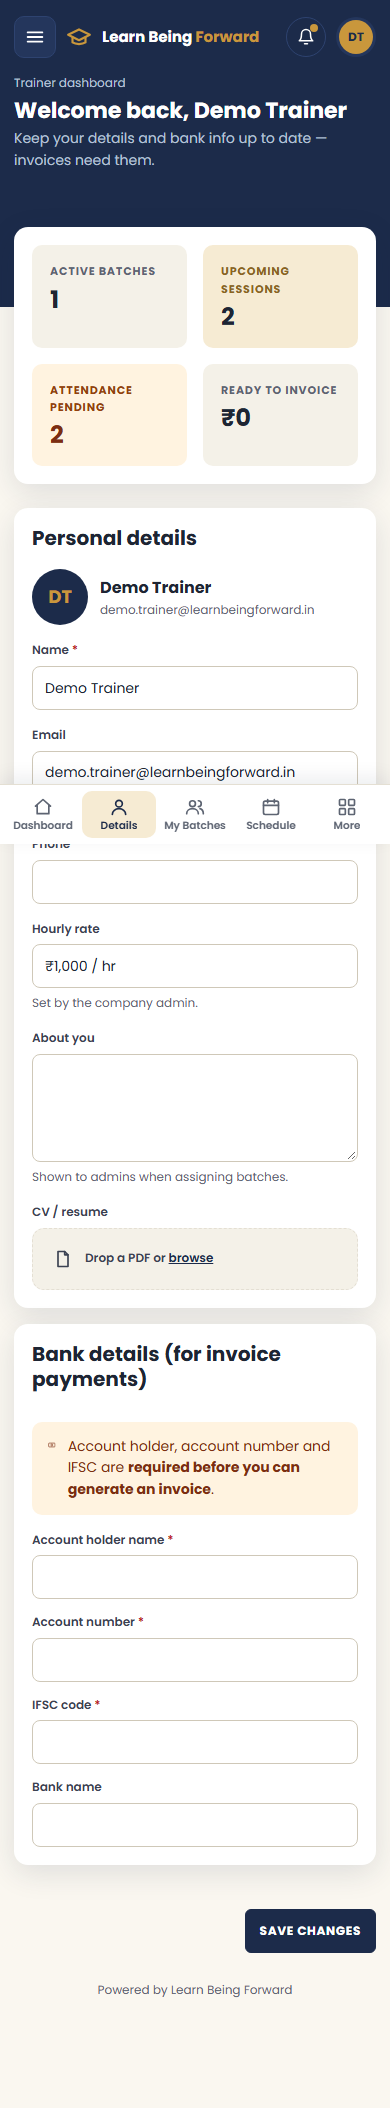 Learn Being Forward
DT
Trainer dashboard
Welcome back, Demo Trainer
Keep your details and bank info up to date —
invoices need them.
ACTIVE BATCHES
1
UPCOMING
SESSIONS
2
ATTENDANCE
PENDING
2
READY TO INVOICE
₹0
Personal details
DT
Demo Trainer
demo.trainer@learnbeingforward.in
Name *
Demo Trainer
Email
demo.trainer@learnbeingforward.in
Dashboard
Details
My Batches
Schedule
More
Phone
Hourly rate
₹1,000 / hr
Set by the company admin.
About you
Shown to admins when assigning batches.
CV / resume
Drop a PDF or browse
Bank details (for invoice
payments)
Account holder, account number and
IFSC are required before you can
generate an invoice.
Account holder name *
Account number *
IFSC code *
Bank name
SAVE CHANGES
Powered by Learn Being Forward